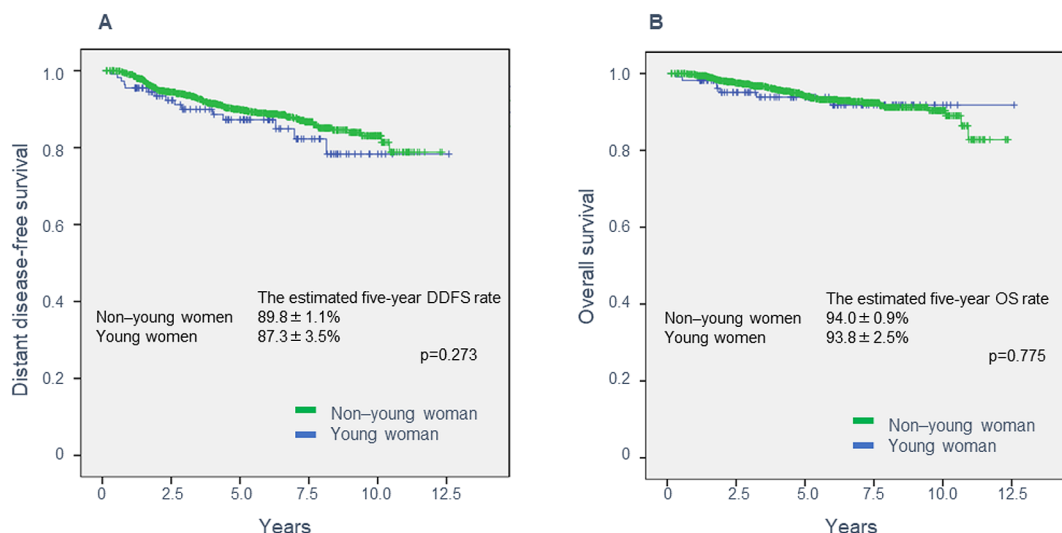 A
Distant disease-free survival
1.0
0.8
0.6
0.4
0.2
0
The estimated five-year DDFS rate
Non–young women 89.8 ± 1.1%
Young women 87.3 ± 3.5%
p=0.273
Non–young woman
Young woman
0 2.5 5.0 7.5 10.0 12.5
Years
B
Overall survival
1.0
0.8
0.6
0.4
0.2
0
The estimated five-year OS rate
Non–young women 94.0 ± 0.9%
Young women 93.8 ± 2.5%
p=0.775
Non–young woman
Young woman
0 2.5 5.0 7.5 10.0 12.5
Years